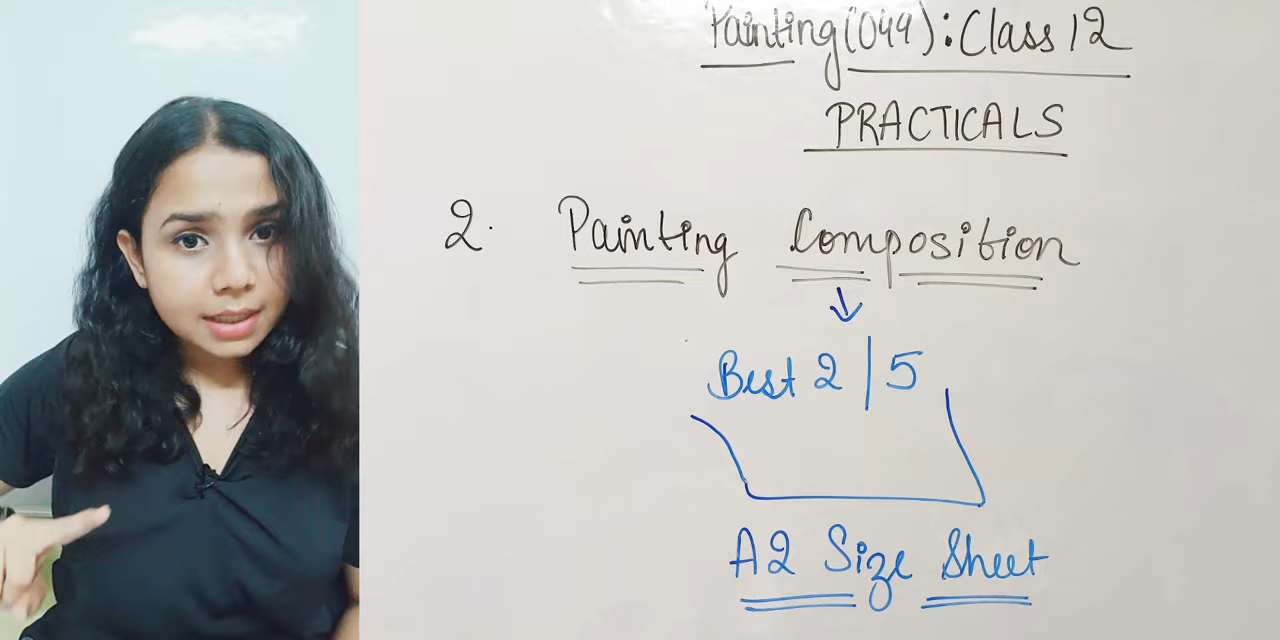 Painting(044): Class 12
PRACTICALS
2. Painting Composition
↓
Best 2 | 5
A2 Size Sheet